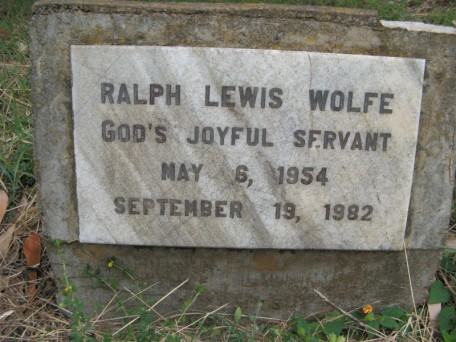 RALPH LEWIS WOLFE
GOD'S JOYFUL SERVANT
MAY 6, 1954
SEPTEMBER 19, 1982